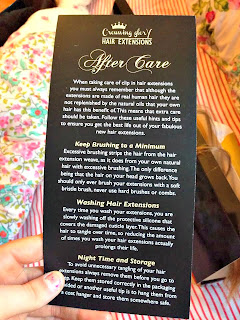 Crowning Glory
HAIR EXTENSIONS
After Care
When taking care of clip in hair extensions
you must always remember that although the
extensions are made of real human hair they are
not replenished by the natural oils that your own
hair has the benefit of. This means that extra care
should be taken. Follow these useful hints and tips
to ensure you get the best life out of your fabulous
new hair extensions.
Keep Brushing to a Minimum
Excessive brushing strips the hair from the hair
extension weave, as it does from your own natural
hair with excessive brushing. The only difference
being that the hair on your head grows back. You
should only ever brush your extensions with a soft
bristle brush, never use hard brushes or combs.
Washing Hair Extensions
Every time you wash your extensions, you are
slowly washing off the protective silicone that
covers the damaged cuticle layer. This causes the
hair to tangle over time, so reducing the amount
of times you wash your hair extensions actually
prolongs their life.
Night Time and Storage
To avoid unnecessary tangling of your hair
extensions always remove them before you go to
Keep them stored correctly in the packaging
or another useful tip is to hang them from
a coat hanger and store them somewhere safe.